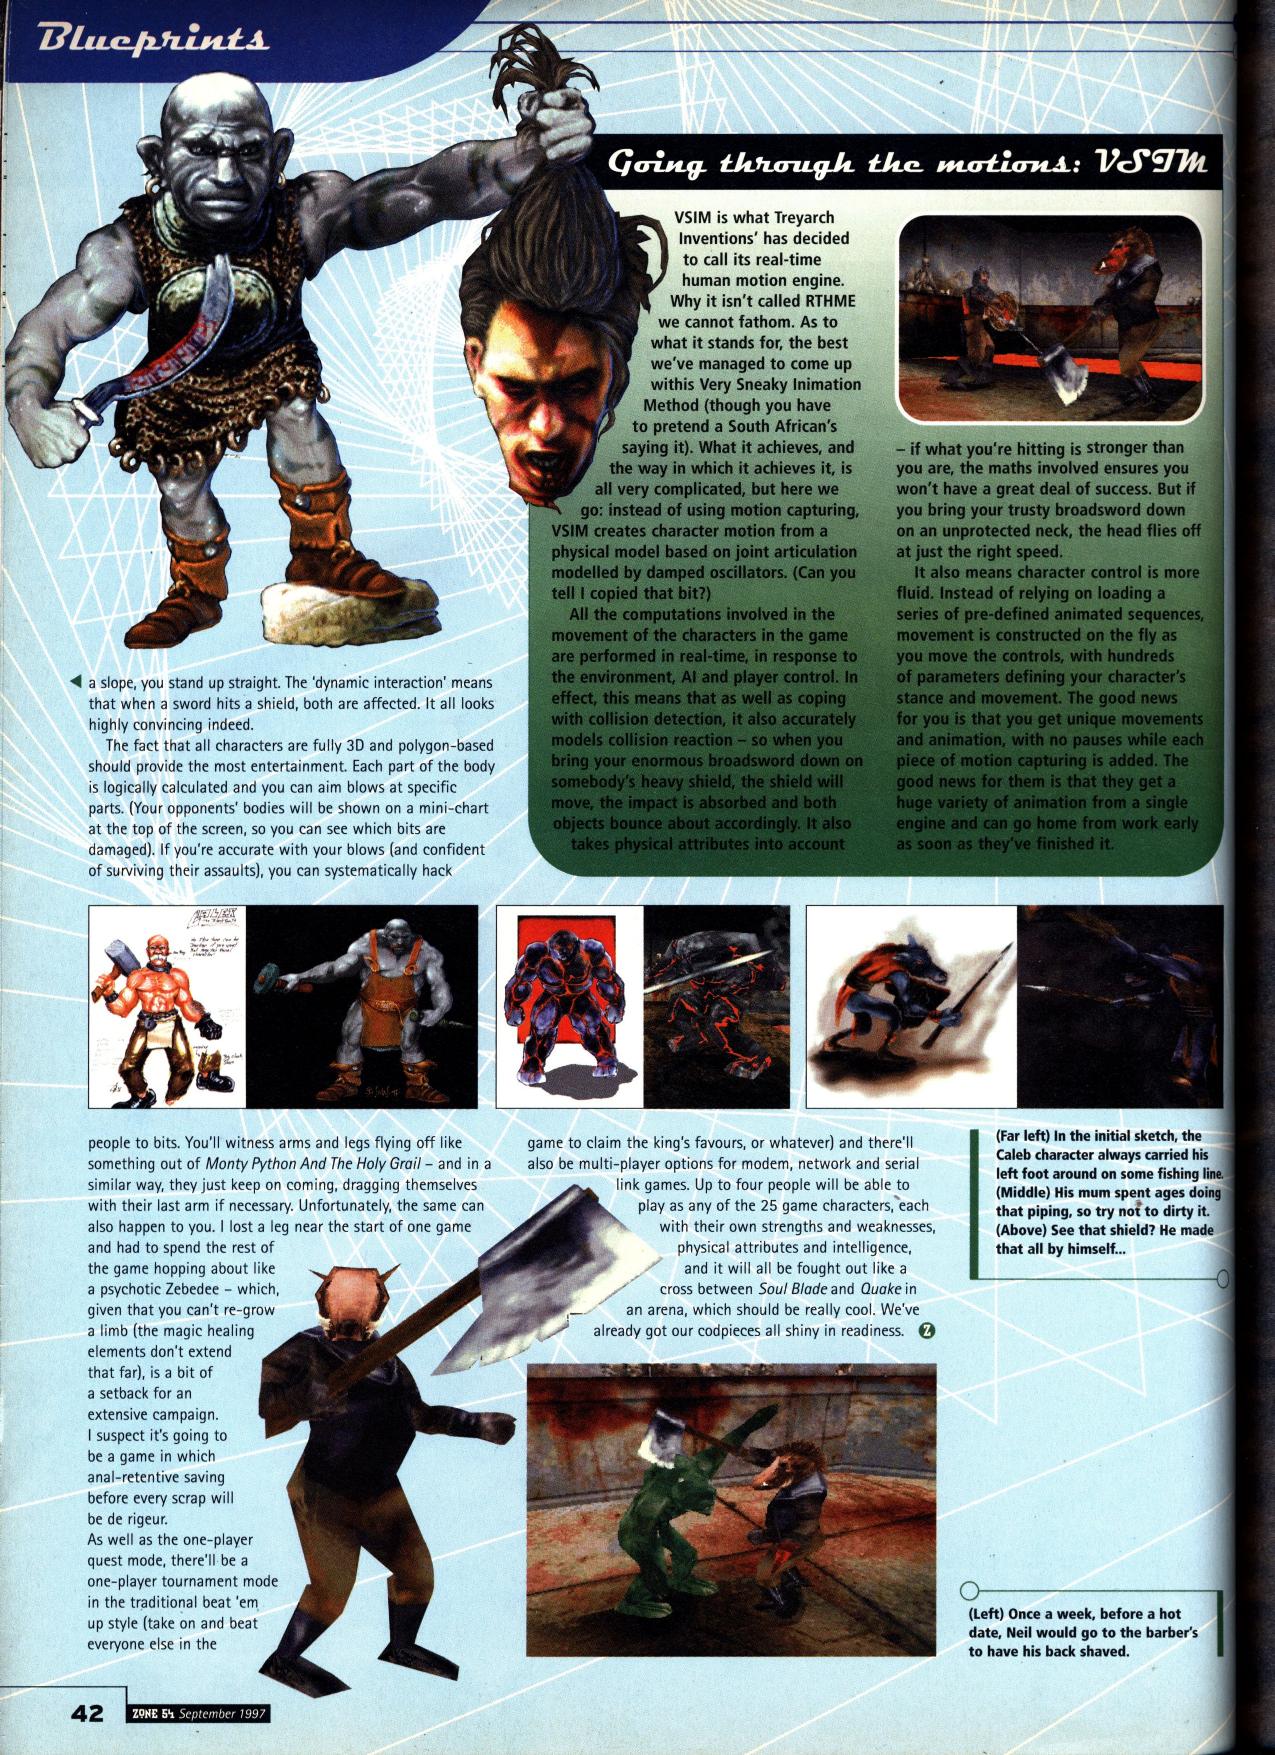 Blueprints
Going through the motions: VSIM
VSIM is what Treyarch
Inventions' has decided
to call its real-time
human motion engine.
Why it isn't called RTHME
we cannot fathom. As to
what it stands for, the best
we've managed to come up
withis Very Sneaky Inimation
Method (though you have
to pretend a South African's
saying it). What it achieves, and
the way in which it achieves it, is
all very complicated, but here we
go: instead of using motion capturing,
VSIM creates character motion from a
physical model based on joint articulation
modelled by damped oscillators. (Can you
tell I copied that bit?)
All the computations involved in the
movement of the characters in the game
are performed in real-time, in response to
the environment, AI and player control. In
effect, this means that as well as coping
with collision detection, it also accurately
models collision reaction – so when you
bring your enormous broadsword down on
somebody's heavy shield, the shield will
move, the impact is absorbed and both
objects bounce about accordingly. It also
takes physical attributes into account
– if what you're hitting is stronger than
you are, the maths involved ensures you
won't have a great deal of success. But if
you bring your trusty broadsword down
on an unprotected neck, the head flies off
at just the right speed.
It also means character control is more
fluid. Instead of relying on loading a
series of pre-defined animated sequences,
movement is constructed on the fly as
you move the controls, with hundreds
of parameters defining your character's
stance and movement. The good news
for you is that you get unique movements
and animation, with no pauses while each
piece of motion capturing is added. The
good news for them is that they get a
huge variety of animation from a single
engine and can go home from work early
as soon as they've finished it.
a slope, you stand up straight. The 'dynamic interaction' means
that when a sword hits a shield, both are affected. It all looks
highly convincing indeed.
The fact that all characters are fully 3D and polygon-based
should provide the most entertainment. Each part of the body
is logically calculated and you can aim blows at specific
parts. (Your opponents' bodies will be shown on a mini-chart
at the top of the screen, so you can see which bits are
damaged). If you're accurate with your blows (and confident
of surviving their assaults), you can systematically hack
people to bits. You'll witness arms and legs flying off like
something out of Monty Python And The Holy Grail – and in a
similar way, they just keep on coming, dragging themselves
with their last arm if necessary. Unfortunately, the same can
also happen to you. I lost a leg near the start of one game
and had to spend the rest of
the game hopping about like
a psychotic Zebedee – which,
given that you can't re-grow
a limb (the magic healing
elements don't extend
that far), is a bit of
a setback for an
extensive campaign.
I suspect it's going to
be a game in which
anal-retentive saving
before every scrap will
be de rigeur.
As well as the one-player
quest mode, there'll be a
one-player tournament mode
in the traditional beat 'em
up style (take on and beat
everyone else in the
game to claim the king's favours, or whatever) and there'll
also be multi-player options for modem, network and serial
link games. Up to four people will be able to
play as any of the 25 game characters, each
with their own strengths and weaknesses,
physical attributes and intelligence,
and it will all be fought out like a
cross between Soul Blade and Quake in
an arena, which should be really cool. We've
already got our codpieces all shiny in readiness. Z
(Far left) In the initial sketch, the
Caleb character always carried his
left foot around on some fishing line.
(Middle) His mum spent ages doing
that piping, so try not to dirty it.
(Above) See that shield? He made
that all by himself...
(Left) Once a week, before a hot
date, Neil would go to the barber's
to have his back shaved.
42
ZONE 54 September 1997